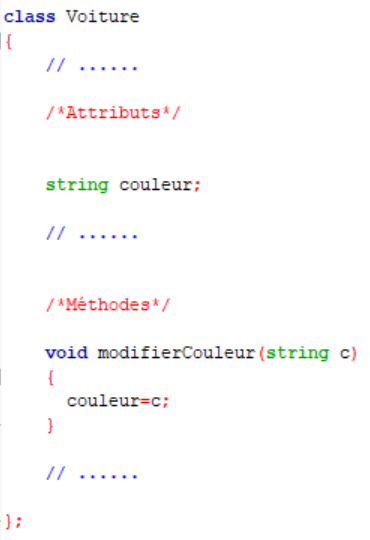 class Voiture
{
// ......
/*Attributs*/
string couleur;
// ......
/*Méthodes*/
void modifierCouleur(string c)
{
couleur=c;
}
// ......
};